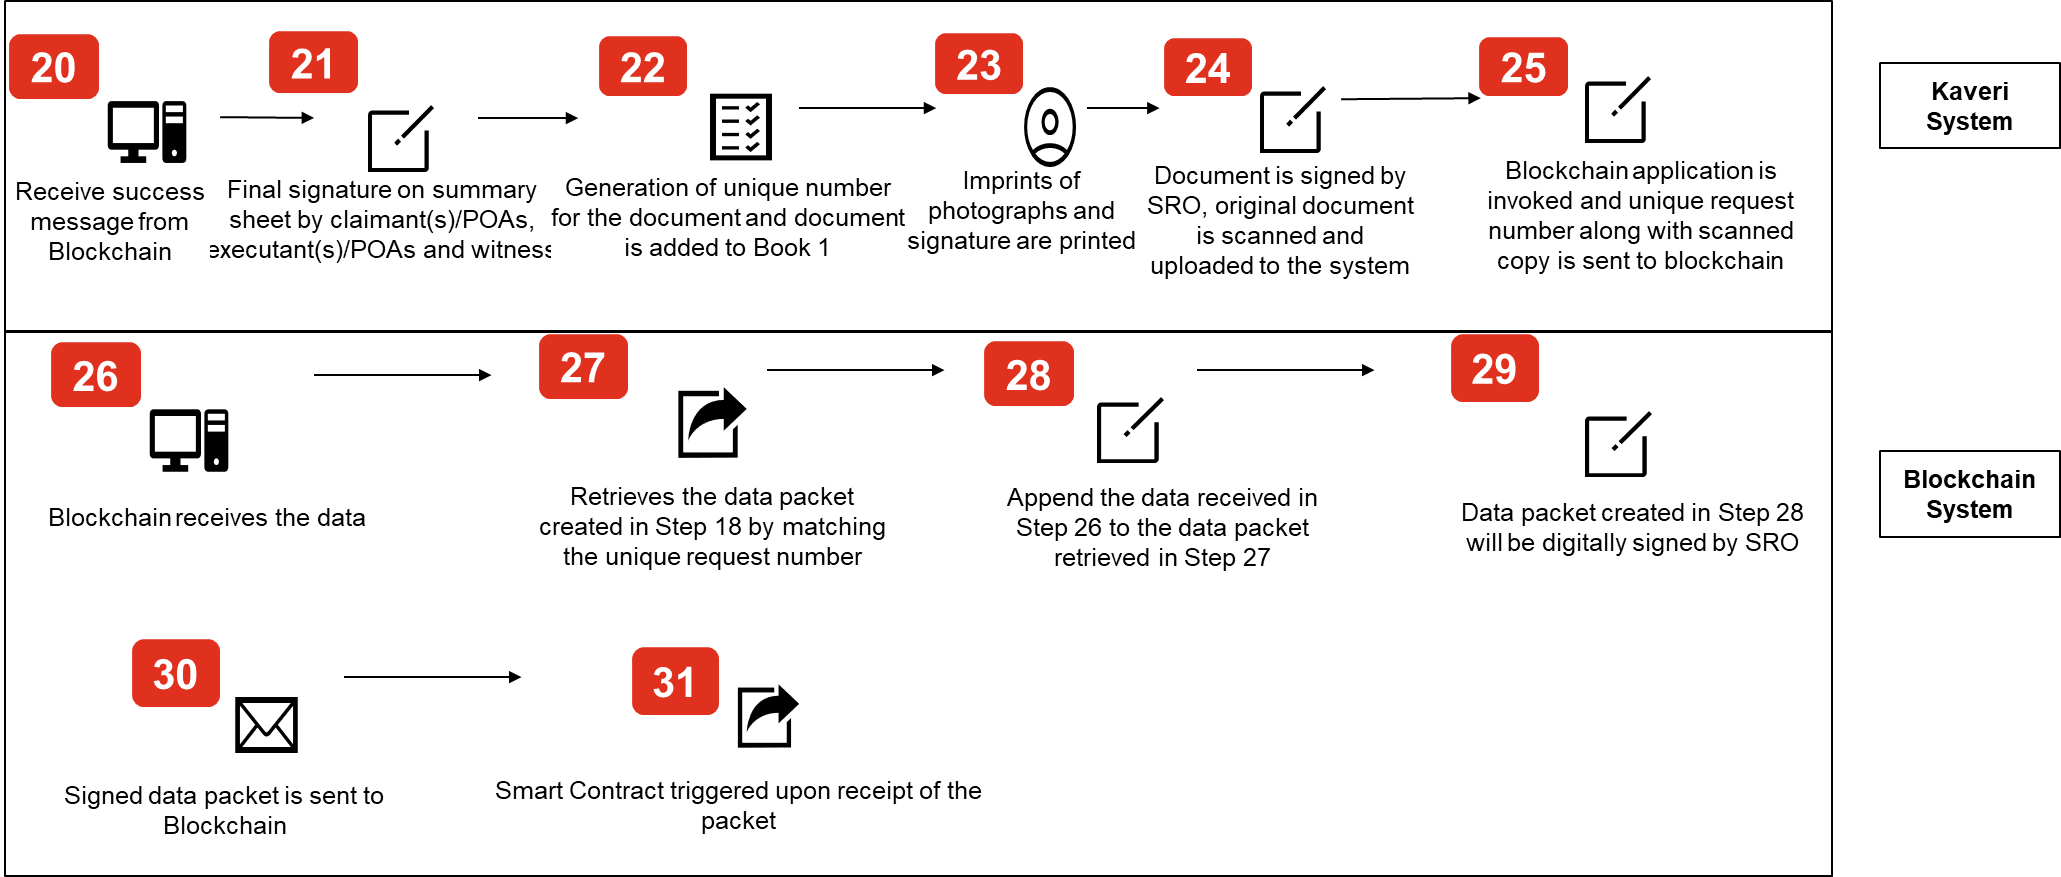 20
Receive success
message from
Blockchain
21
Final signature on summary
sheet by claimant(s)/POAs,
executant(s)/POAs and witness
22
Generation of unique number
for the document and document
is added to Book 1
23
Imprints of
photographs and
signature are printed
24
Document is signed by
SRO, original document
is scanned and
uploaded to the system
25
Blockchain application is
invoked and unique request
number along with scanned
copy is sent to blockchain
Kaveri
System
26
Blockchain receives the data
27
Retrieves the data packet
created in Step 18 by matching
the unique request number
28
Append the data received in
Step 26 to the data packet
retrieved in Step 27
29
Data packet created in Step 28
will be digitally signed by SRO
Blockchain
System
30
Signed data packet is sent to
Blockchain
31
Smart Contract triggered upon receipt of the
packet